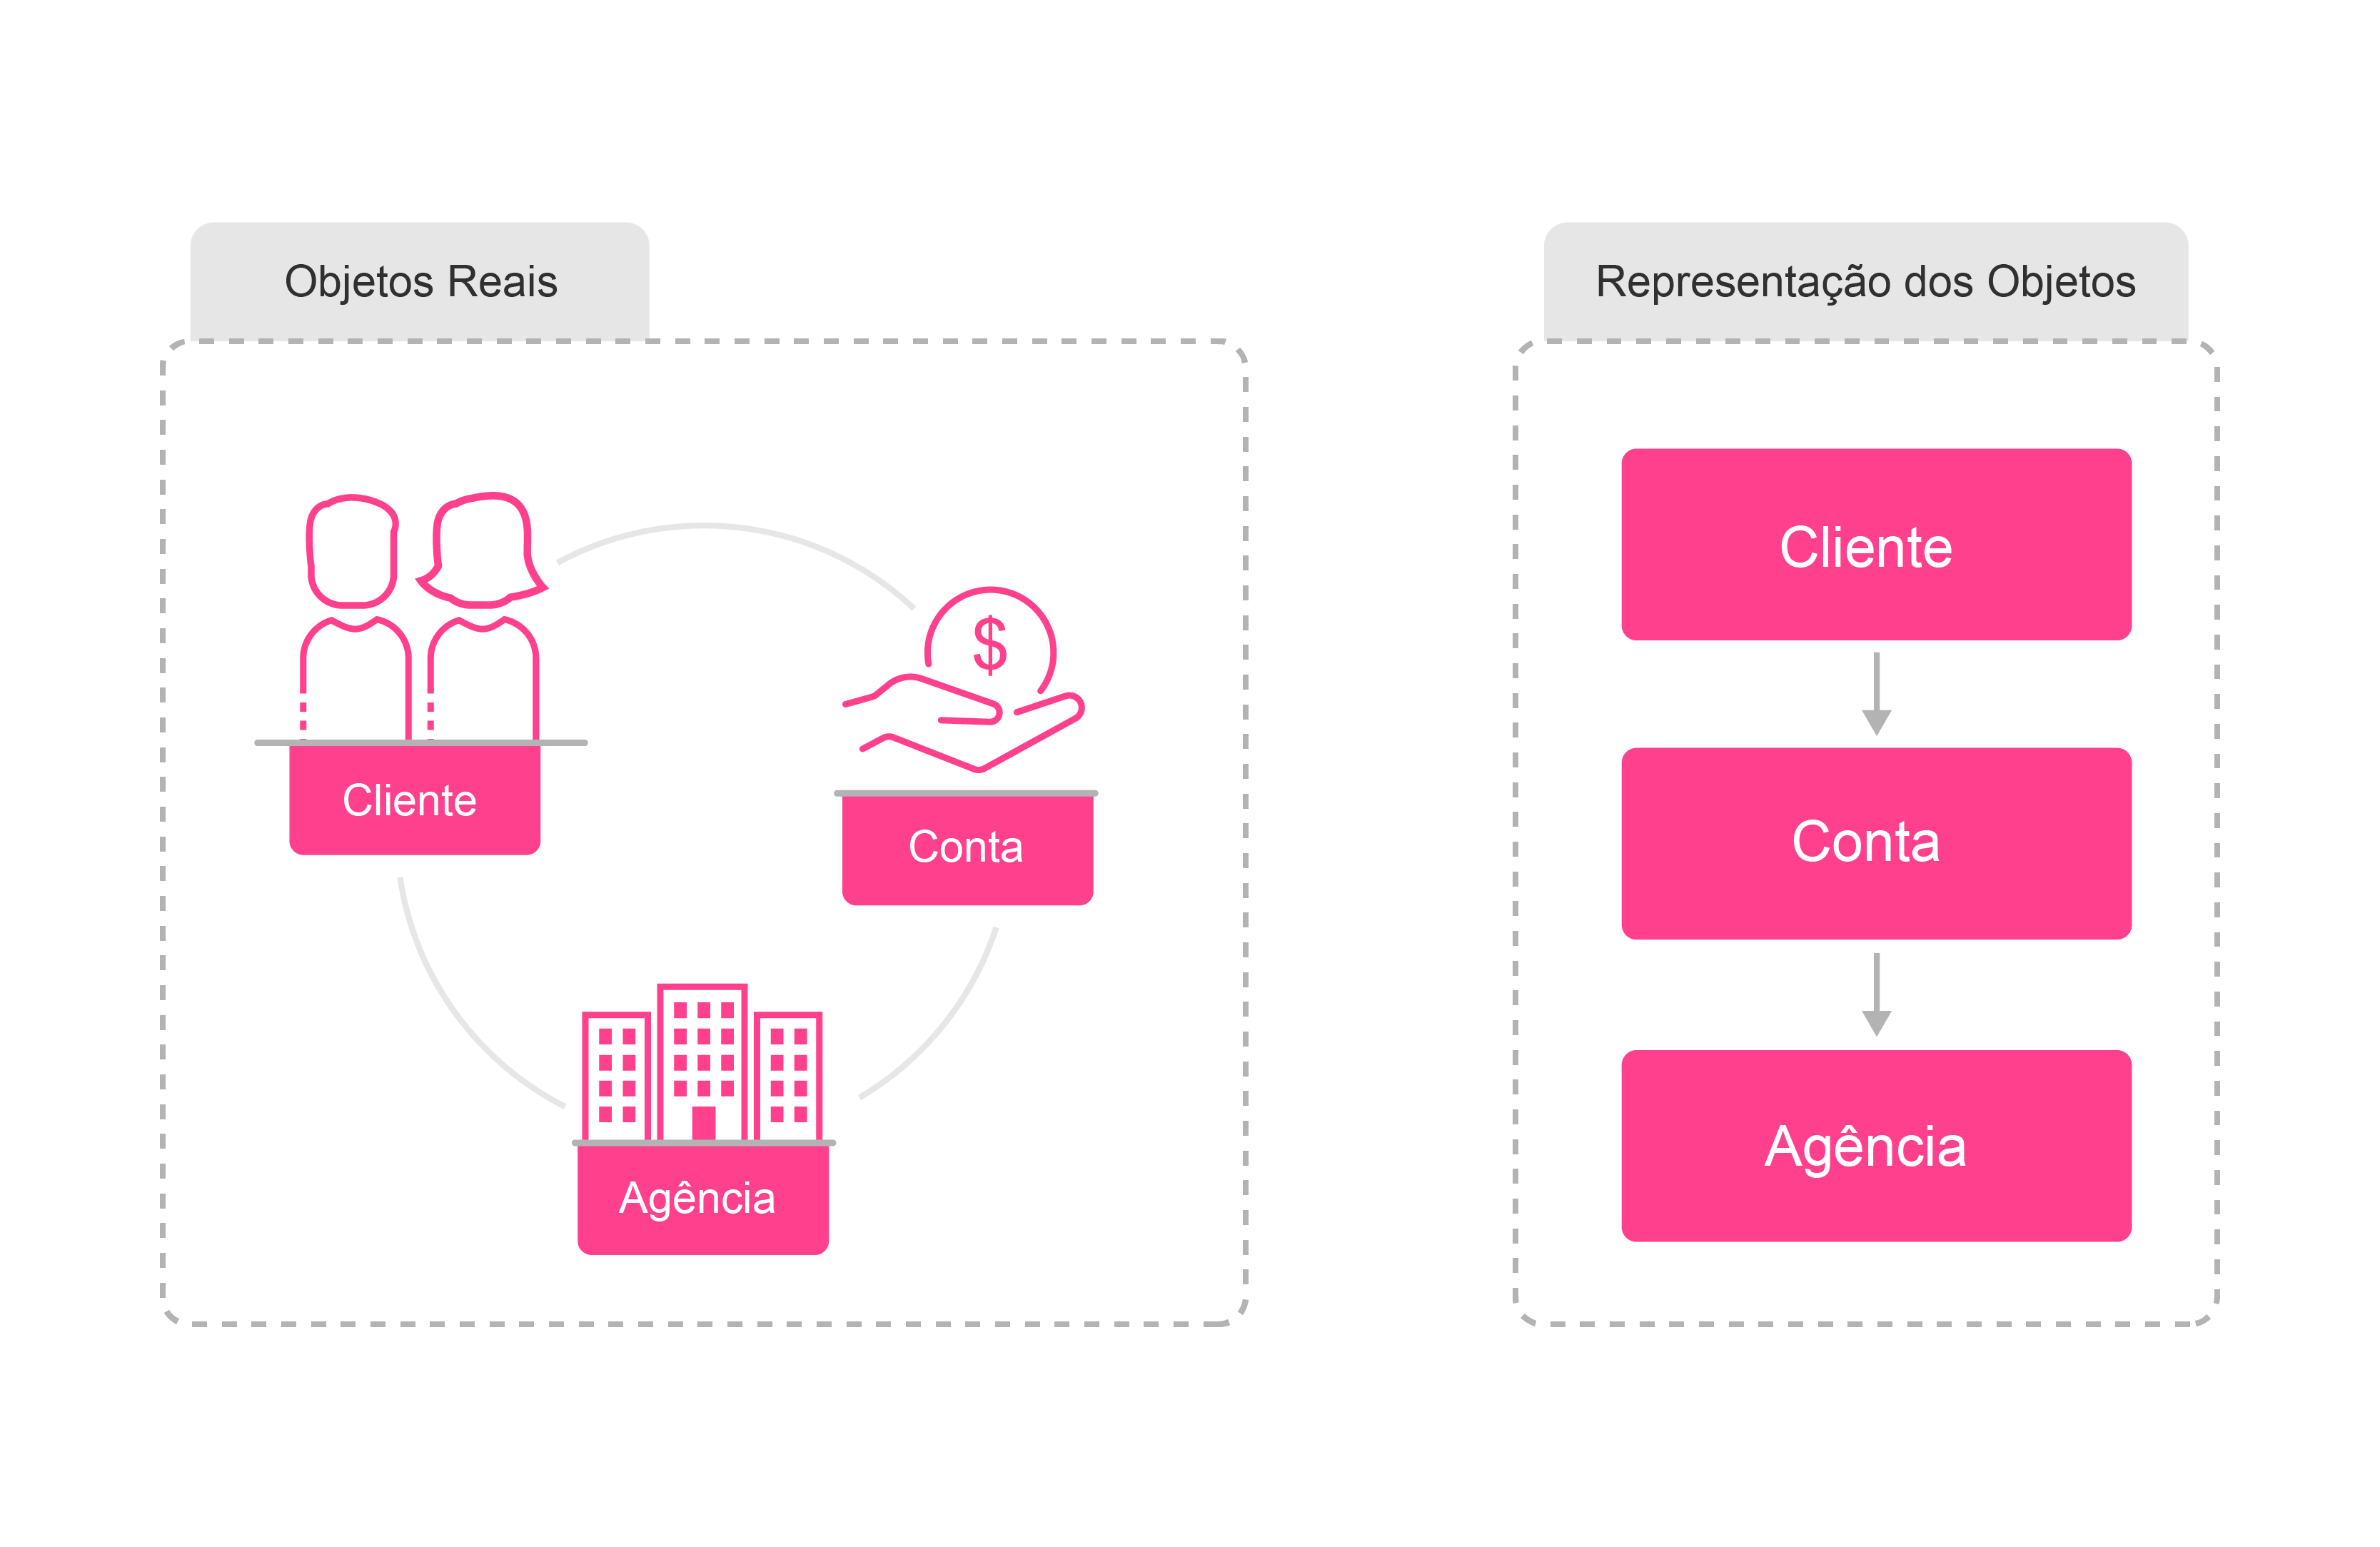 Objetos Reais
Cliente
$
Conta
Agência
Representação dos Objetos
Cliente
Conta
Agência